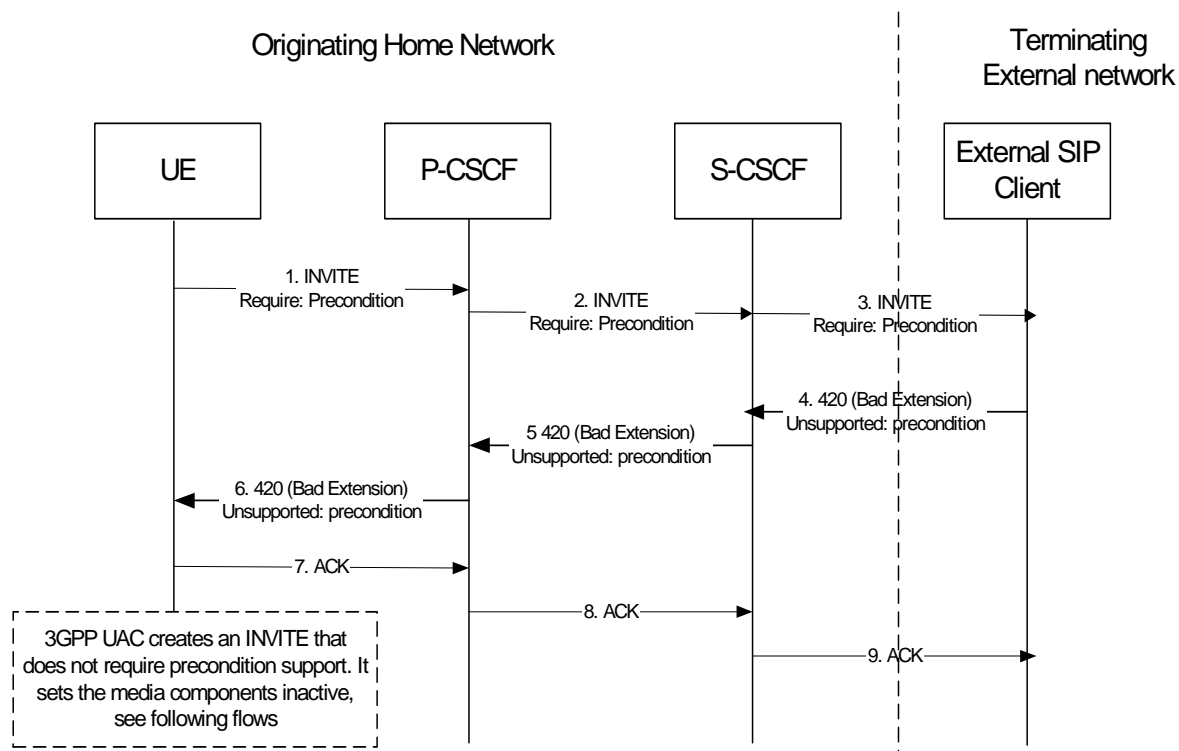 Originating Home Network
Terminating
External network
UE
P-CSCF
S-CSCF
External SIP
Client
1. INVITE
Require: Precondition
2. INVITE
Require: Precondition
3. INVITE
Require: Precondition
4. 420 (Bad Extension)
Unsupported: precondition
5 420 (Bad Extension)
Unsupported: precondition
6. 420 (Bad Extension)
Unsupported: precondition
7. ACK
8. ACK
9. ACK
3GPP UAC creates an INVITE that
does not require precondition support. It
sets the media components inactive,
see following flows